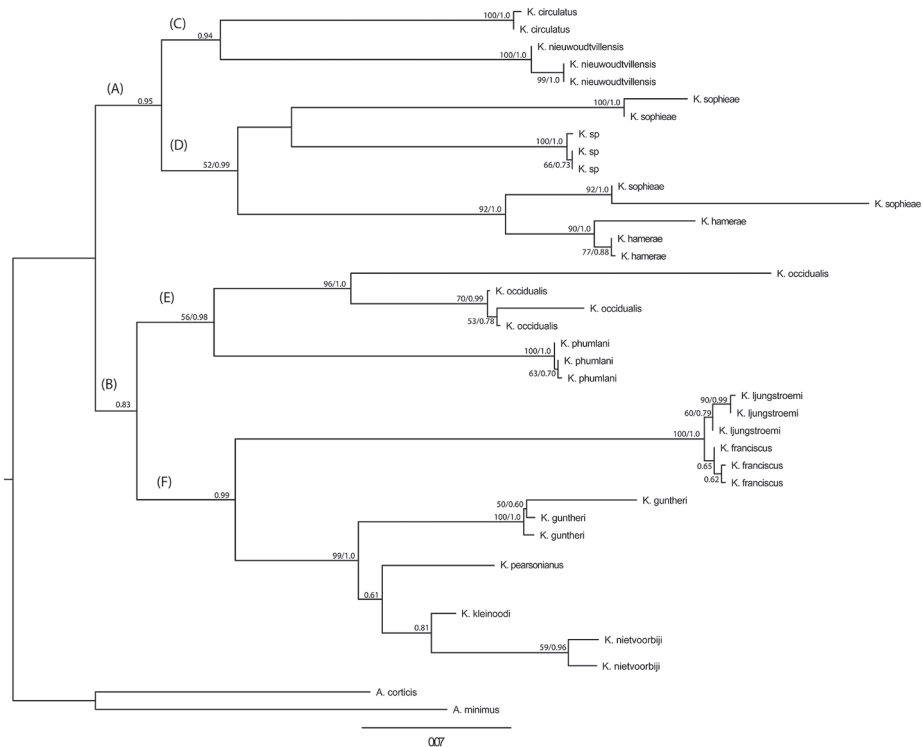 (C)
K. circulatus
100/1.0
K. circulatus
0.94
K. nieuwoudtvillensis
100/1.0
K. nieuwoudtvillensis
99/1.0
K. nieuwoudtvillensis
(A)
0.95
K. sophieae
100/1.0
K. sophieae
(D)
K. sp
100/1.0
K. sp
66/0.73
K. sp
52/0.99
K. sophieae
92/1.0
K. sophieae
92/1.0
K. hamerae
90/1.0
K. hamerae
77/0.88
K. hamerae
K. occidualis
96/1.0
(E)
K. occidualis
70/0.99
K. occidualis
53/0.78
K. occidualis
56/0.98
K. phumlani
100/1.0
K. phumlani
63/0.70
K. phumlani
(B)
0.83
K. ljungstroemi
90/0.99
K. ljungstroemi
60/0.79
K. ljungstroemi
100/1.0
K. franciscus
0.65
K. franciscus
0.62
K. franciscus
(F)
0.99
K. guntheri
50/0.60
K. guntheri
100/1.0
K. guntheri
99/1.0
K. pearsonianus
0.61
K. kleinoodi
0.81
K. nietvoorbiji
59/0.96
K. nietvoorbiji
A. corticis
A. minimus
0.07